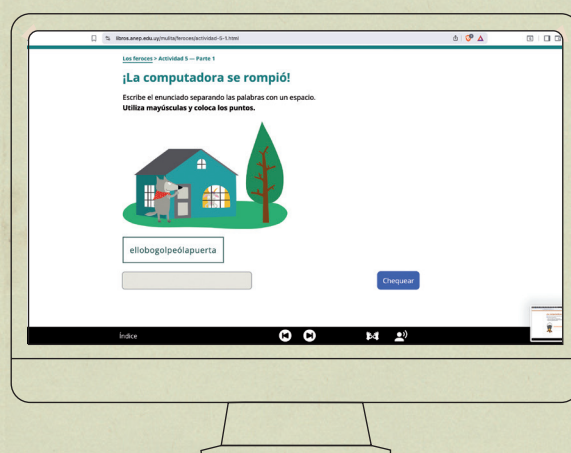 libros.anep.edu.uy/mulita/feroces/actividad-5-1.html
Los feroces > Actividad 5 — Parte 1
¡La computadora se rompió!
Escribe el enunciado separando las palabras con un espacio.
Utiliza mayúsculas y coloca los puntos.
ellobogolpeólapuerta
Chequear
Índice